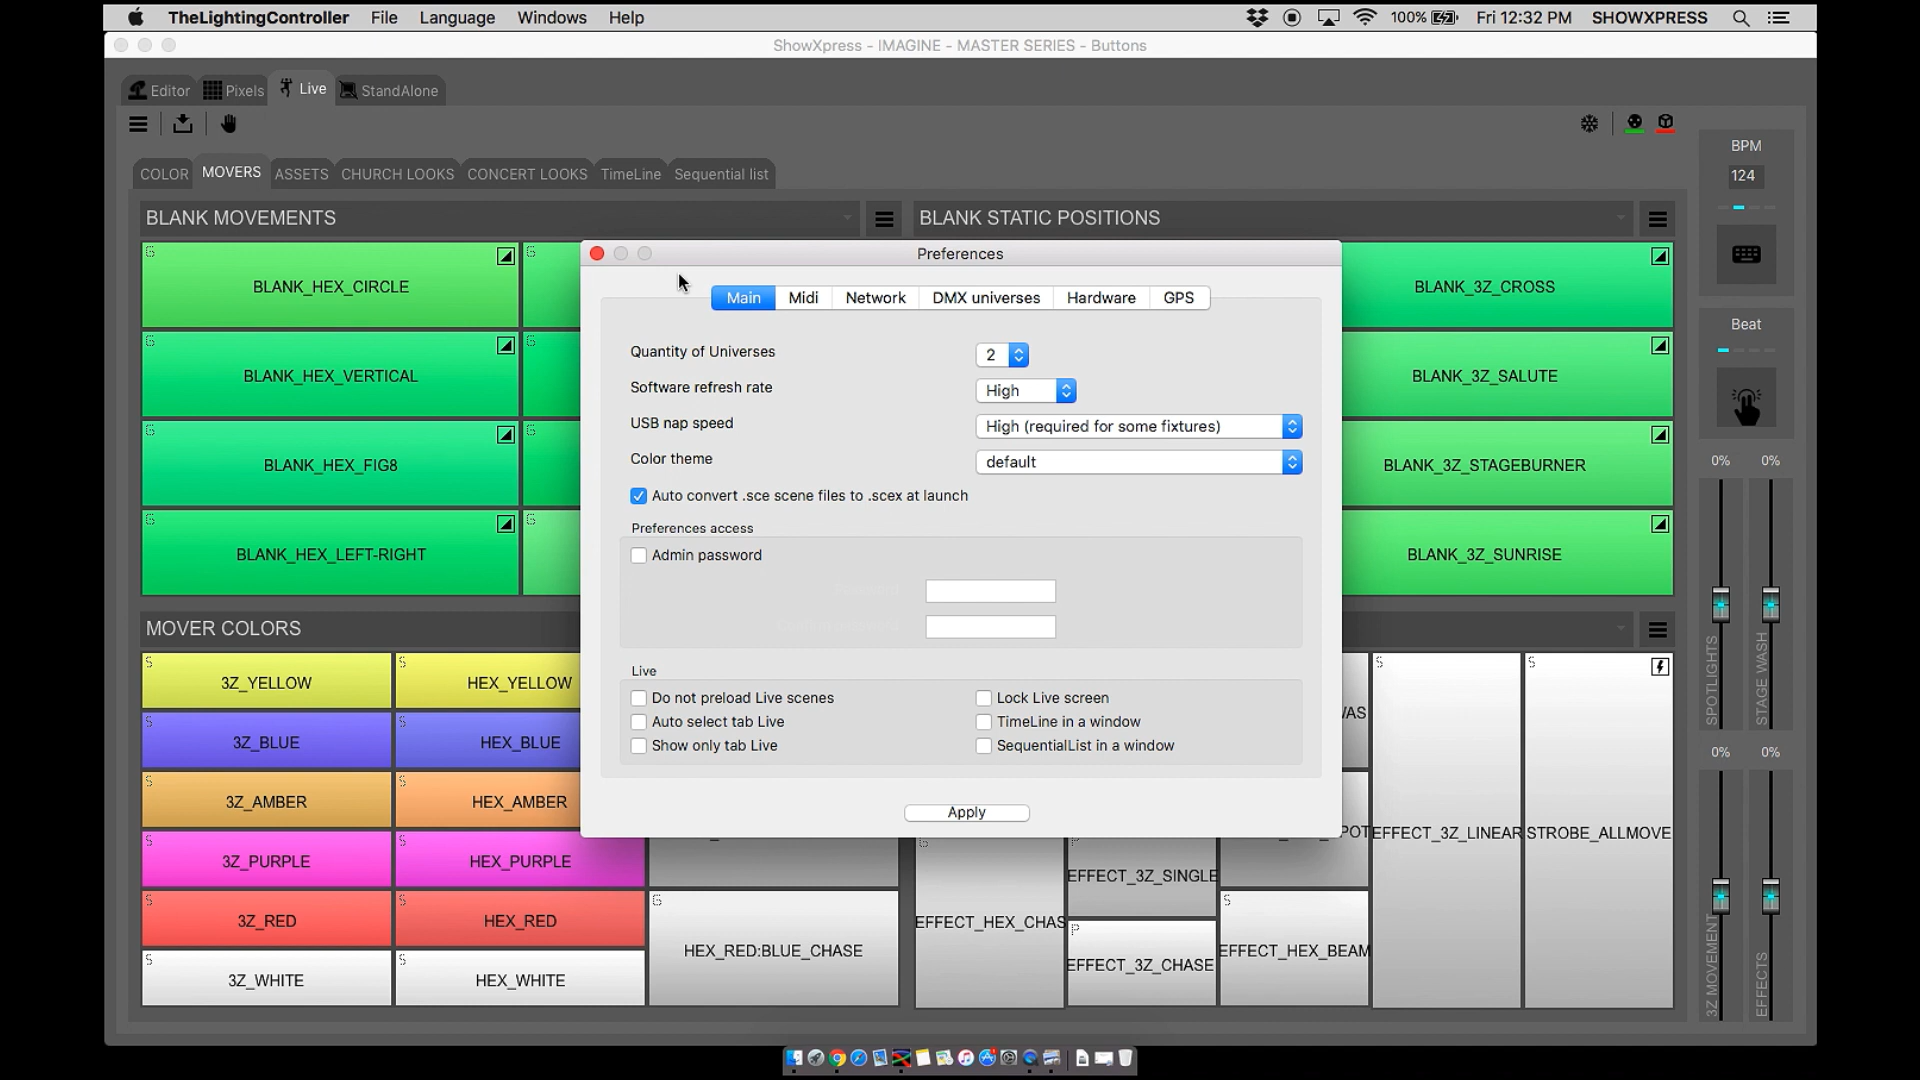 TheLightingController File Language Windows Help 100% Fri 12:32 PM SHOWXPRESS
ShowXpress - IMAGINE - MASTER SERIES - Buttons
Editor Pixels Live StandAlone
COLOR MOVERS ASSETS CHURCH LOOKS CONCERT LOOKS TimeLine Sequential list
BPM
124
BLANK MOVEMENTS
BLANK STATIC POSITIONS
G BLANK_HEX_CIRCLE
G
G BLANK_HEX_VERTICAL
G
G BLANK_HEX_FIG8
G BLANK_HEX_LEFT-RIGHT
G
BLANK_3Z_CROSS
BLANK_3Z_SALUTE
BLANK_3Z_STAGEBURNER
BLANK_3Z_SUNRISE
Preferences
Main Midi Network DMX universes Hardware GPS
Quantity of Universes 2
Software refresh rate High
USB nap speed High (required for some fixtures)
Color theme default
Auto convert .sce scene files to .scex at launch
Preferences access
Admin password
Live
Do not preload Live scenes Lock Live screen
Auto select tab Live TimeLine in a window
Show only tab Live SequentialList in a window
Apply
MOVER COLORS
S 3Z_YELLOW S HEX_YELLOW
S 3Z_BLUE S HEX_BLUE
S 3Z_AMBER S HEX_AMBER
S 3Z_PURPLE S HEX_PURPLE
S 3Z_RED S HEX_RED
S 3Z_WHITE S HEX_WHITE
G HEX_RED:BLUE_CHASE
G EFFECT_HEX_CHAS
P EFFECT_3Z_SINGLE
P EFFECT_3Z_CHASE
WAS
POT
S EFFECT_HEX_BEAM
S EFFECT_3Z_LINEAR
S STROBE_ALLMOVE
Beat
0% 0%
SPOTLIGHTS
STAGE WASH
0% 0%
3Z MOVEMENT
EFFECTS